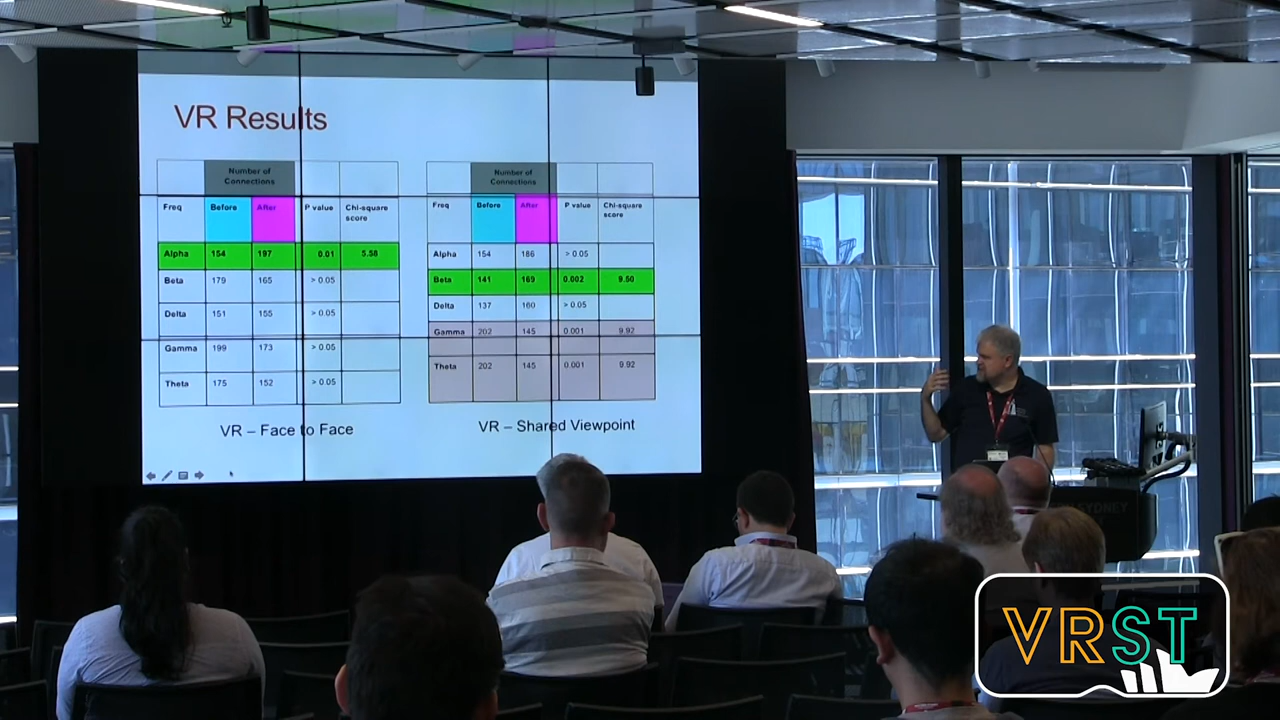 VR Results
Number of
Connections
Freq Before After P value Chi-square
score
Alpha 154 197 0.01 5.58
Beta 179 165 > 0.05
Delta 151 155 > 0.05
Gamma 199 173 > 0.05
Theta 175 152 > 0.05
VR – Face to Face
Number of
Connections
Freq Before After P value Chi-square
score
Alpha 154 186 > 0.05
Beta 141 169 0.002 9.50
Delta 137 160 > 0.05
Gamma 202 145 0.001 9.92
Theta 202 145 0.001 9.92
VR – Shared Viewpoint
SYDNEY
VRST